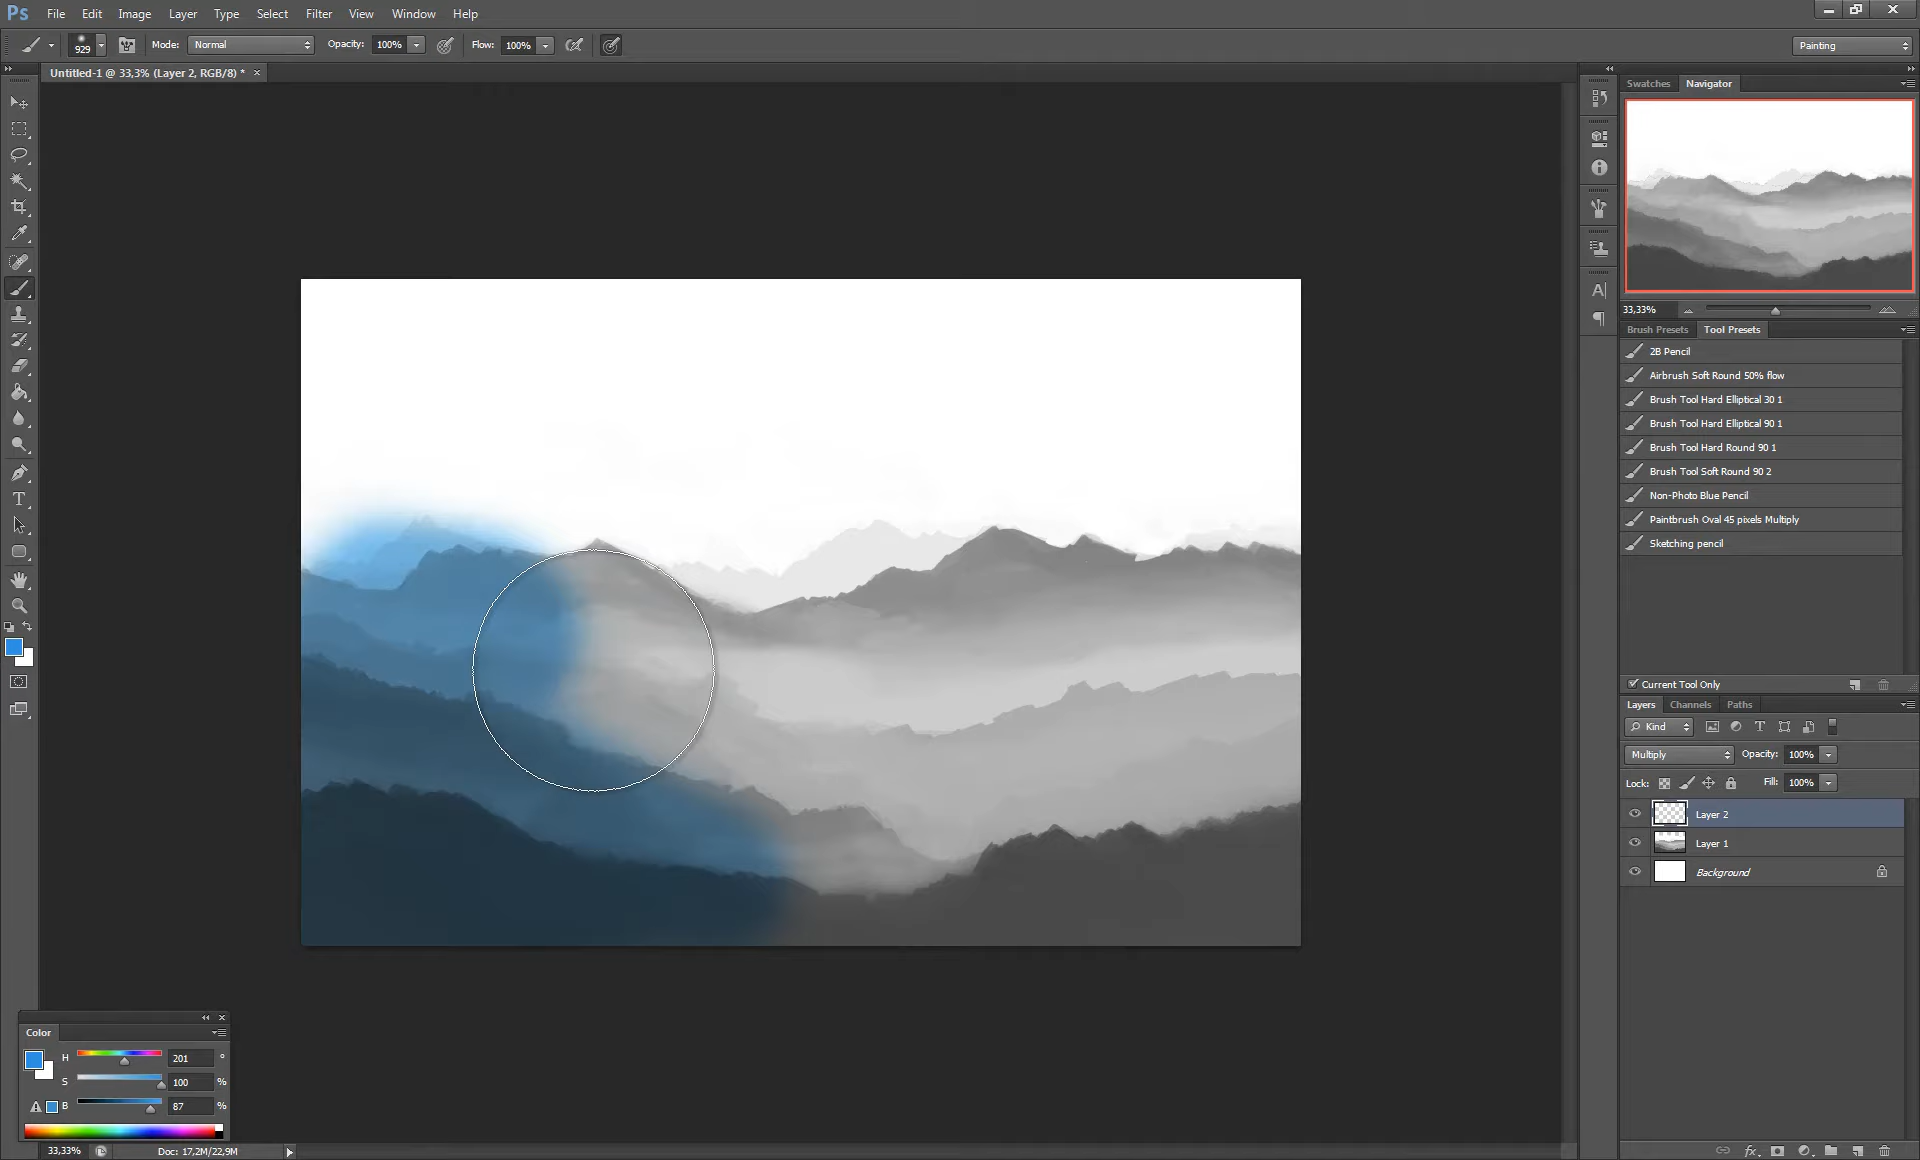 Ps File Edit Image Layer Type Select Filter View Window Help
929 Mode: Normal Opacity: 100% Flow: 100% Painting
Untitled-1 @ 33,3% (Layer 2, RGB/8) * ×
Swatches Navigator
33,33%
Brush Presets Tool Presets
2B Pencil
Airbrush Soft Round 50% flow
Brush Tool Hard Elliptical 30 1
Brush Tool Hard Elliptical 90 1
Brush Tool Hard Round 90 1
Brush Tool Soft Round 90 2
Non-Photo Blue Pencil
Paintbrush Oval 45 pixels Multiply
Sketching pencil
Current Tool Only
Layers Channels Paths
Kind
Multiply Opacity: 100%
Lock: Fill: 100%
Layer 2
Layer 1
Background
Color
H 201 °
S 100 %
B 87 %
33,33% Doc: 17,2M/22,9M